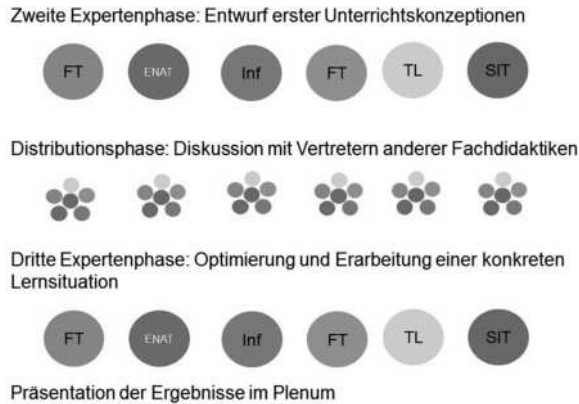 Zweite Expertenphase: Entwurf erster Unterrichtskonzeptionen
FT ENAT Inf FT TL SIT
Distributionsphase: Diskussion mit Vertretern anderer Fachdidaktiken
Dritte Expertenphase: Optimierung und Erarbeitung einer konkreten
Lernsituation
FT ENAT Inf FT TL SIT
Präsentation der Ergebnisse im Plenum